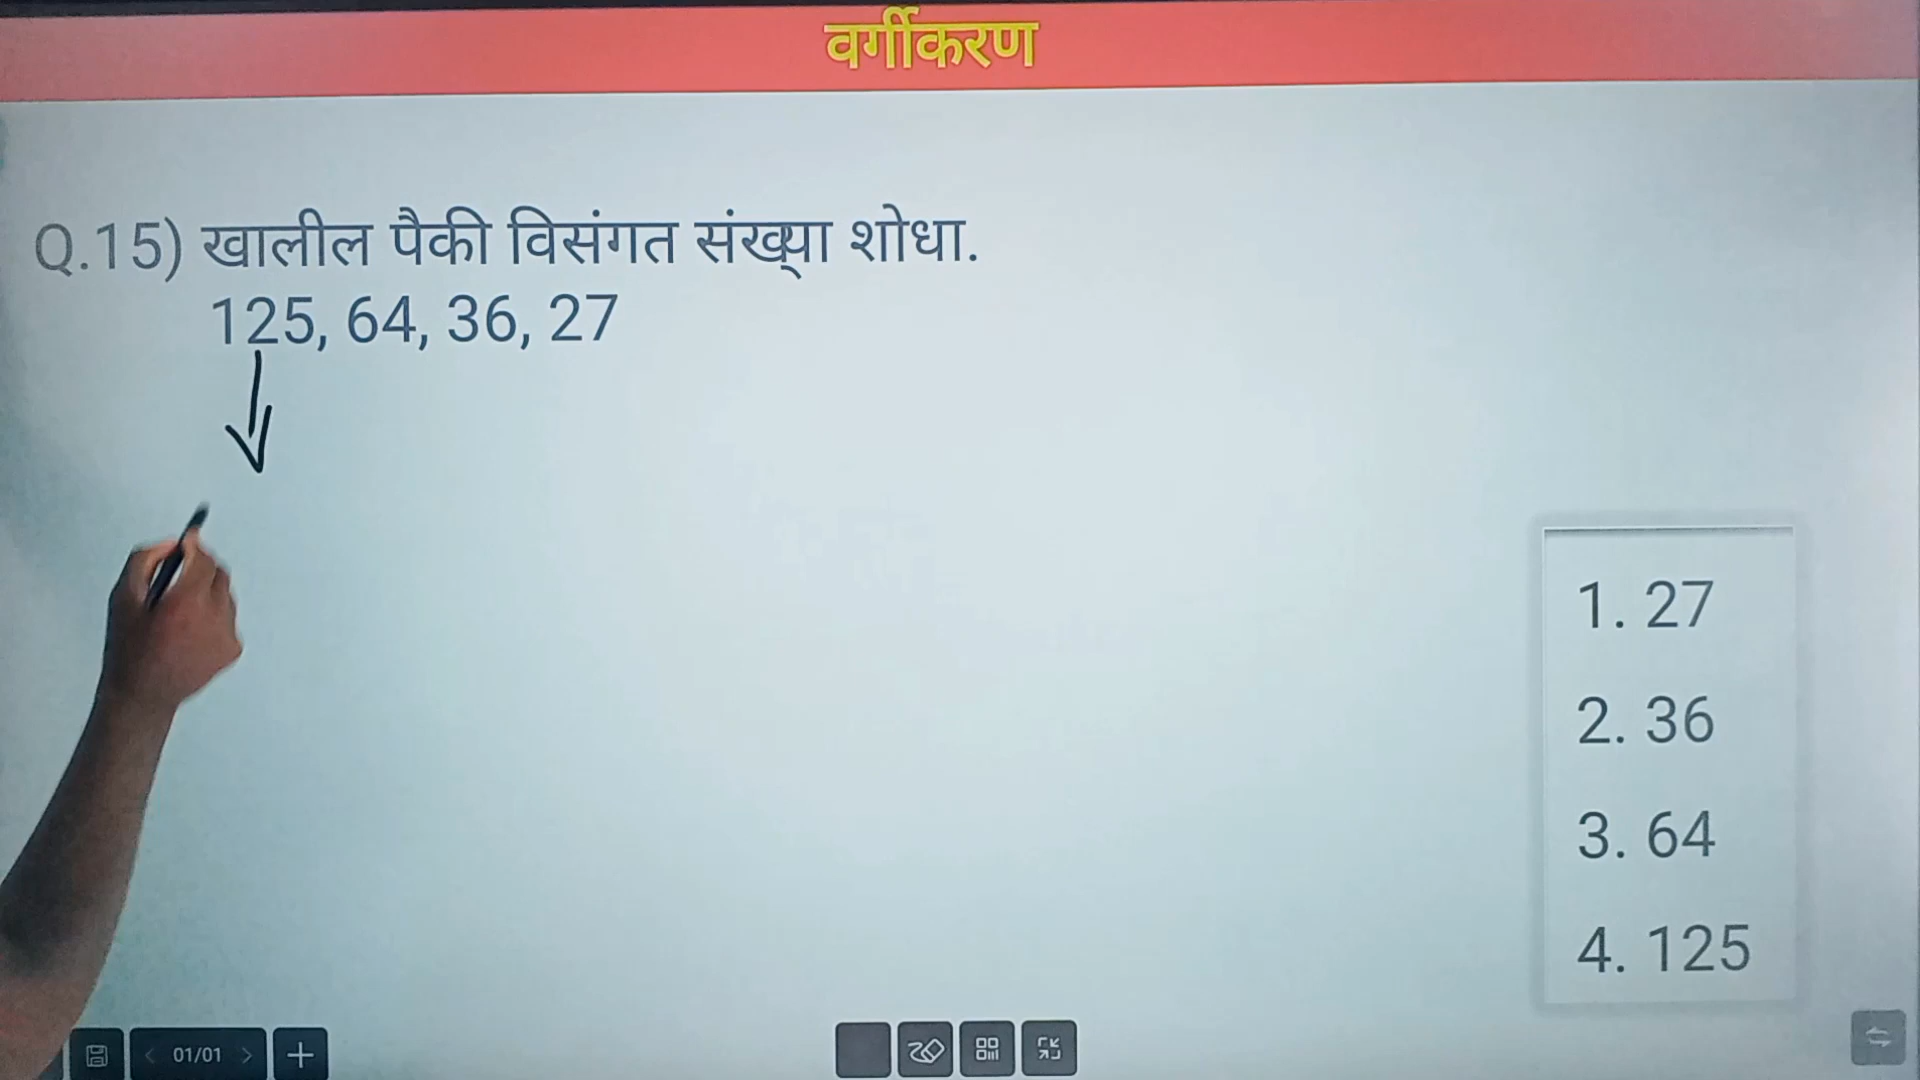 वर्गीकरण
Q.15) खालील पैकी विसंगत संख्या शोधा.
125, 64, 36, 27
1. 27
2. 36
3. 64
4. 125
01/01